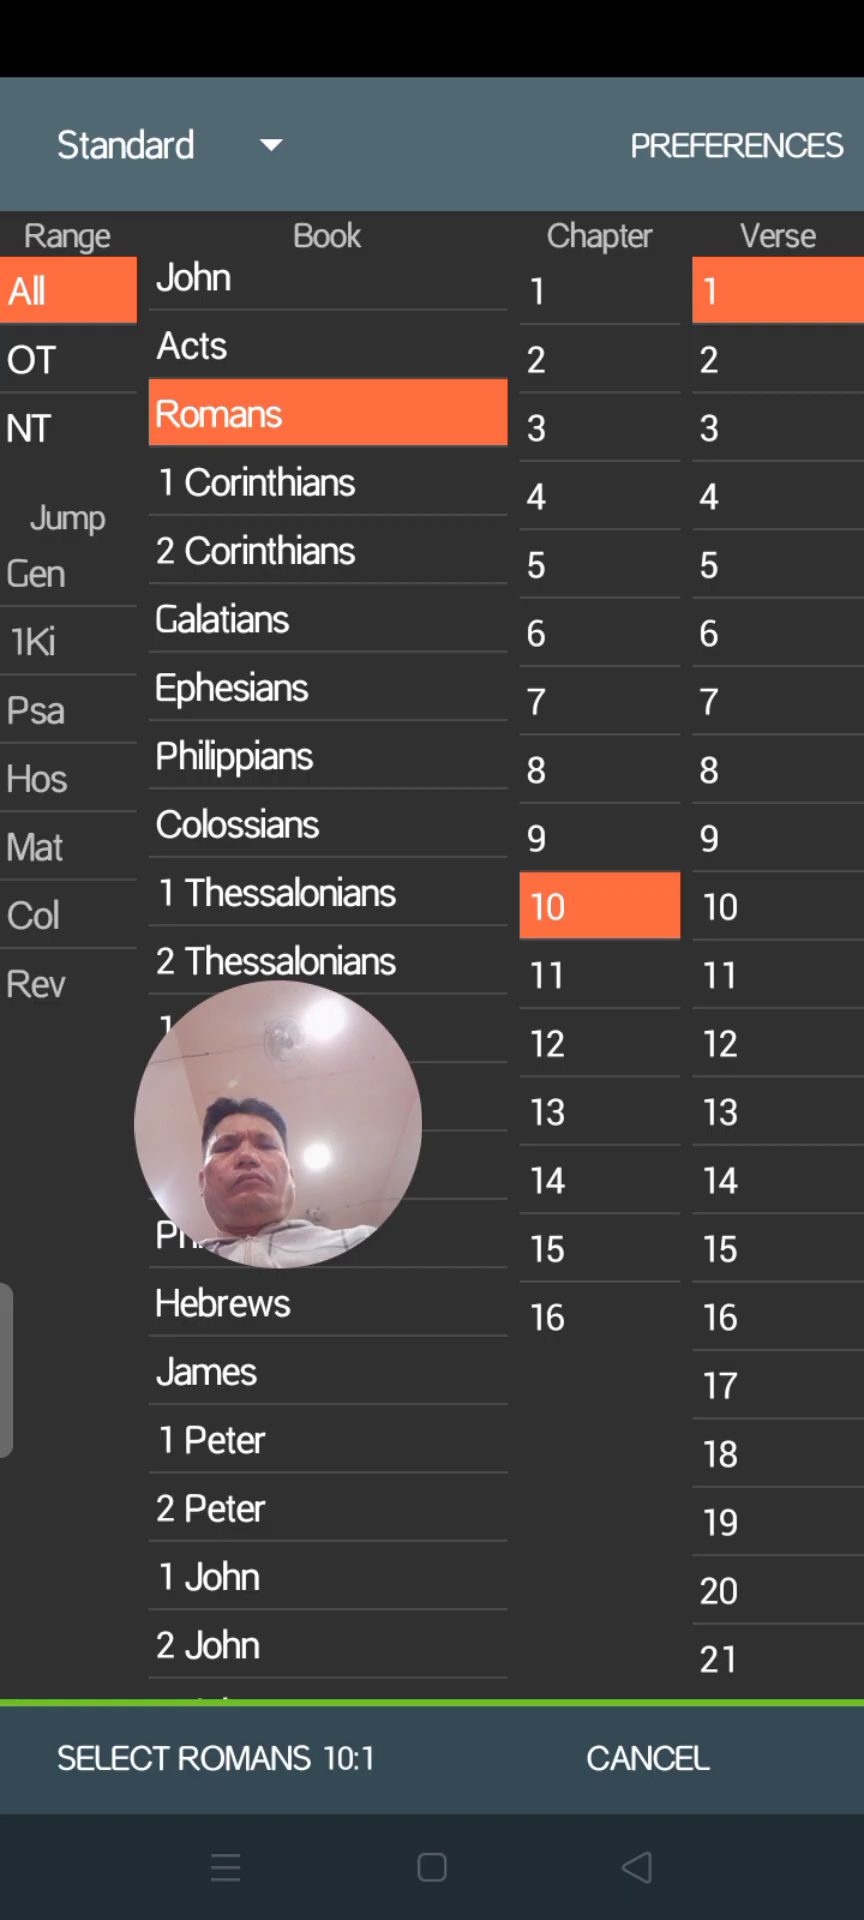 Standard
PREFERENCES
Range
Book
Chapter
Verse
All
OT
NT
Jump
Gen
1Ki
Psa
Hos
Mat
Col
Rev
John
Acts
Romans
1 Corinthians
2 Corinthians
Galatians
Ephesians
Philippians
Colossians
1 Thessalonians
2 Thessalonians
1
Hebrews
James
1 Peter
2 Peter
1 John
2 John
1
2
3
4
5
6
7
8
9
10
11
12
13
14
15
16
1
2
3
4
5
6
7
8
9
10
11
12
13
14
15
16
17
18
19
20
21
SELECT ROMANS 10:1
CANCEL